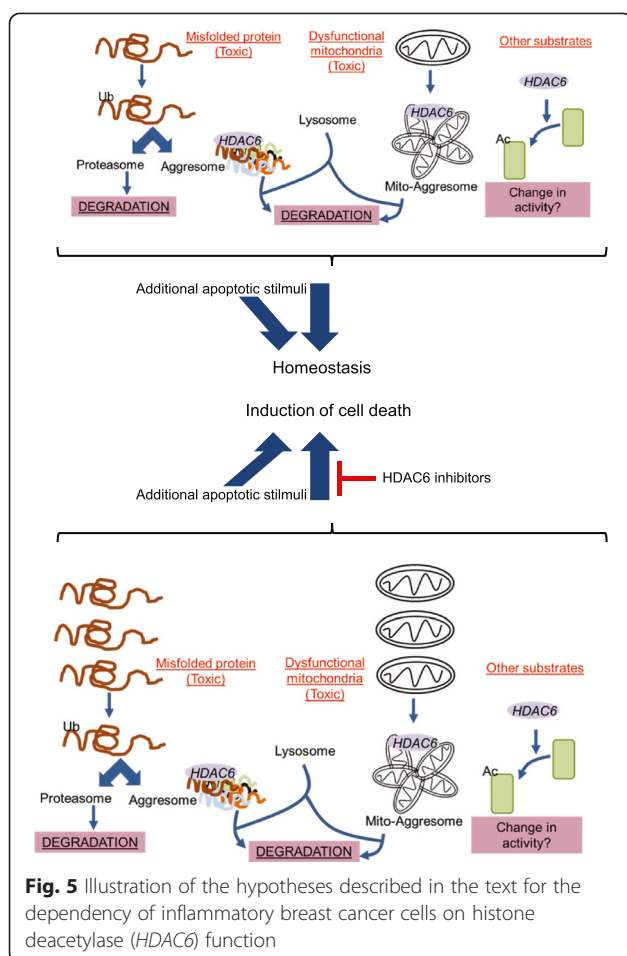 Misfolded protein
(Toxic)
Dysfunctional
mitochondria
(Toxic)
Other substrates
Ub
HDAC6
HDAC6
HDAC6
Lysosome
Ac
Proteasome
Aggresome
Mito-Aggresome
DEGRADATION
DEGRADATION
Change in
activity?
Additional apoptotic stilmuli
Homeostasis
Induction of cell death
HDAC6 inhibitors
Additional apoptotic stilmuli
Misfolded protein
(Toxic)
Dysfunctional
mitochondria
(Toxic)
Other substrates
HDAC6
Ub
HDAC6
HDAC6
Lysosome
Ac
Proteasome
Aggresome
Mito-Aggresome
DEGRADATION
DEGRADATION
Change in
activity?
Fig. 5 Illustration of the hypotheses described in the text for the
dependency of inflammatory breast cancer cells on histone
deacetylase (HDAC6) function